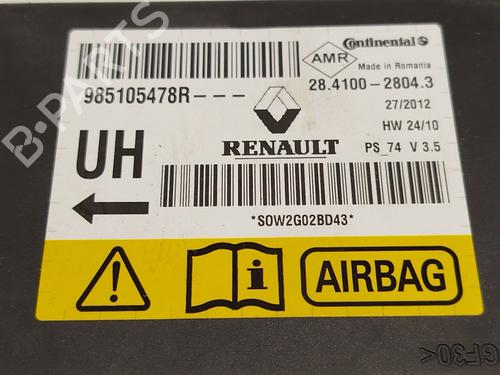 Continental
AMR
Made in Romania
985105478R---
28.4100-2804.3
27/2012
HW 24/10
UH
RENAULT
PS_74 V 3.5
*SOW2G02BD43*
i
AIRBAG
GF30<
B-PARTS